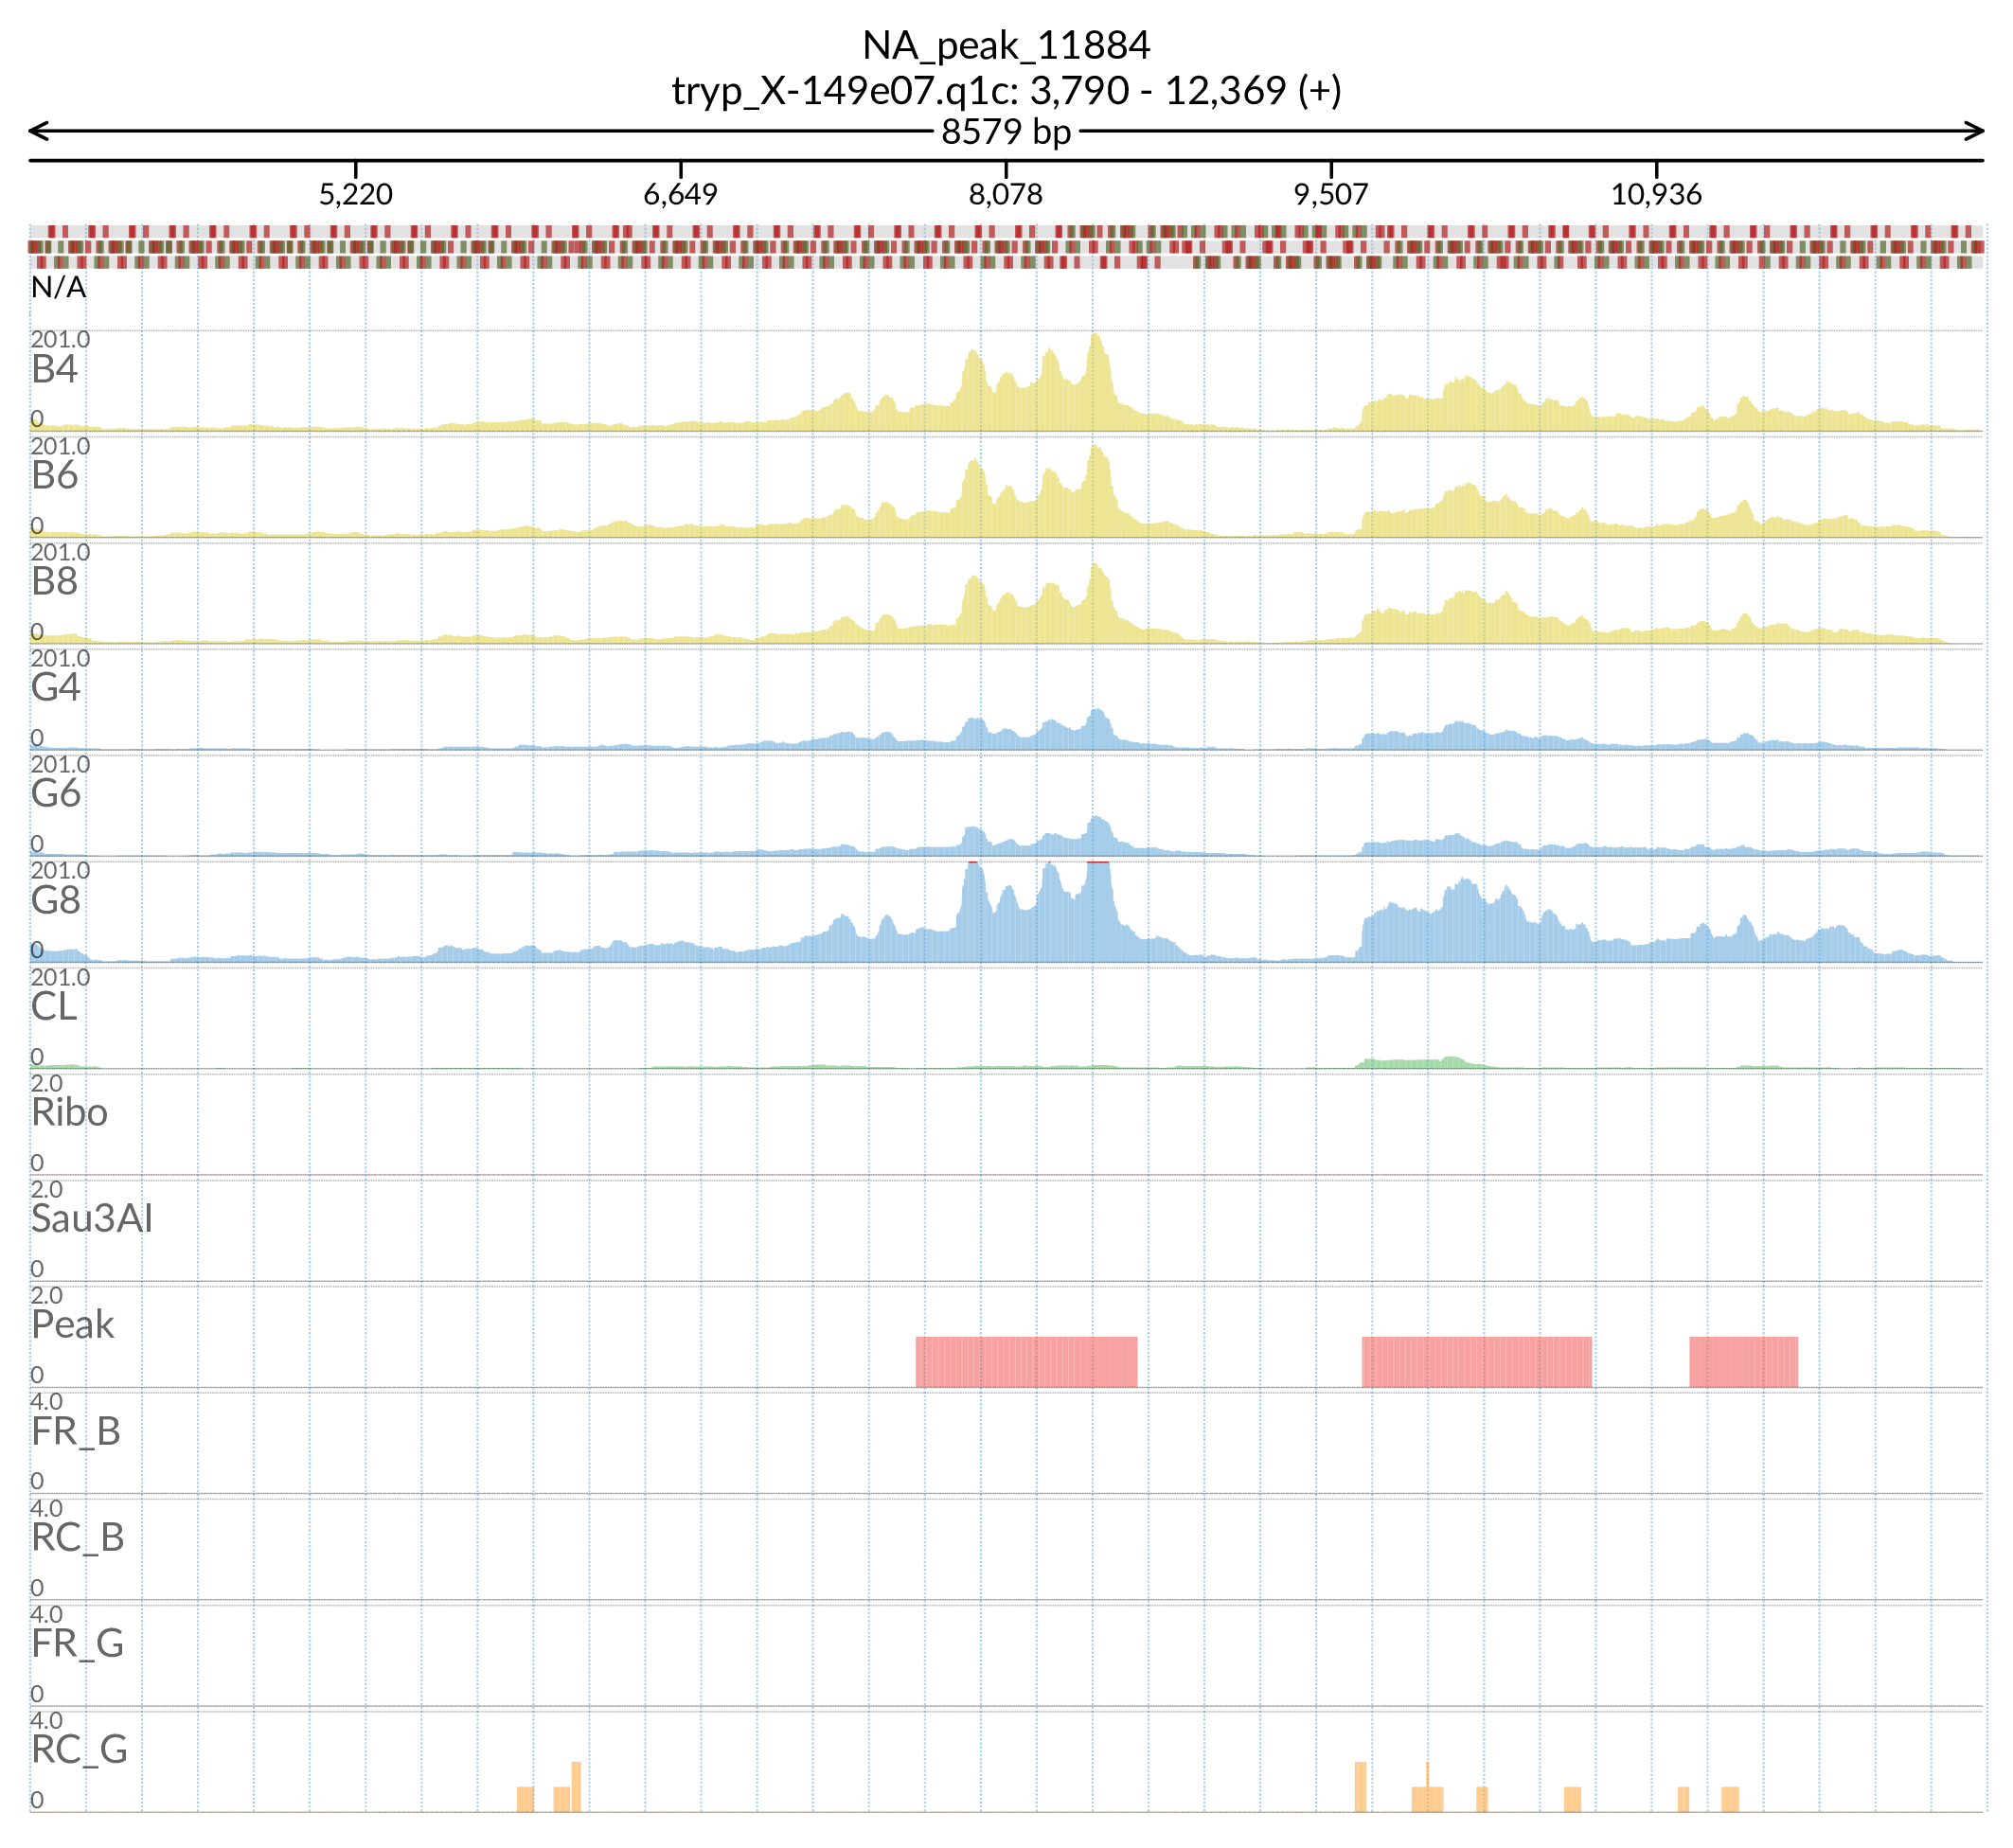 NA_peak_11884
tryp_X-149e07.q1c: 3,790 - 12,369 (+)
8579 bp
5,220 6,649 8,078 9,507 10,936
N/A
201.0
B4
0
201.0
B6
0
201.0
B8
0
201.0
G4
0
201.0
G6
0
201.0
G8
0
201.0
CL
0
2.0
Ribo
0
2.0
Sau3AI
0
2.0
Peak
0
4.0
FR_B
0
4.0
RC_B
0
4.0
FR_G
0
4.0
RC_G
0